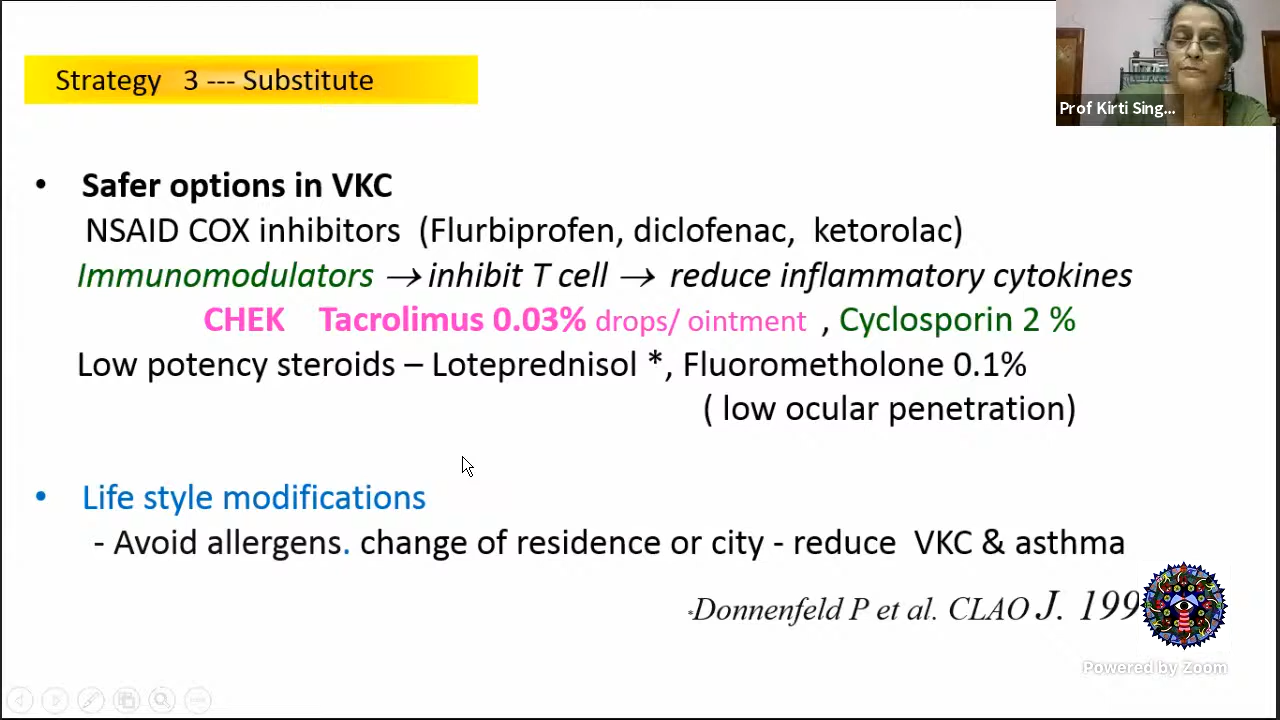 Strategy 3 --- Substitute
Prof Kirti Sing...
• Safer options in VKC
NSAID COX inhibitors (Flurbiprofen, diclofenac, ketorolac)
Immunomodulators → inhibit T cell → reduce inflammatory cytokines
CHEK Tacrolimus 0.03% drops/ ointment , Cyclosporin 2 %
Low potency steroids – Loteprednisol *, Fluorometholone 0.1%
( low ocular penetration)
• Life style modifications
- Avoid allergens. change of residence or city - reduce VKC & asthma
*Donnenfeld P et al. CLAO J. 199
Powered by Zoom